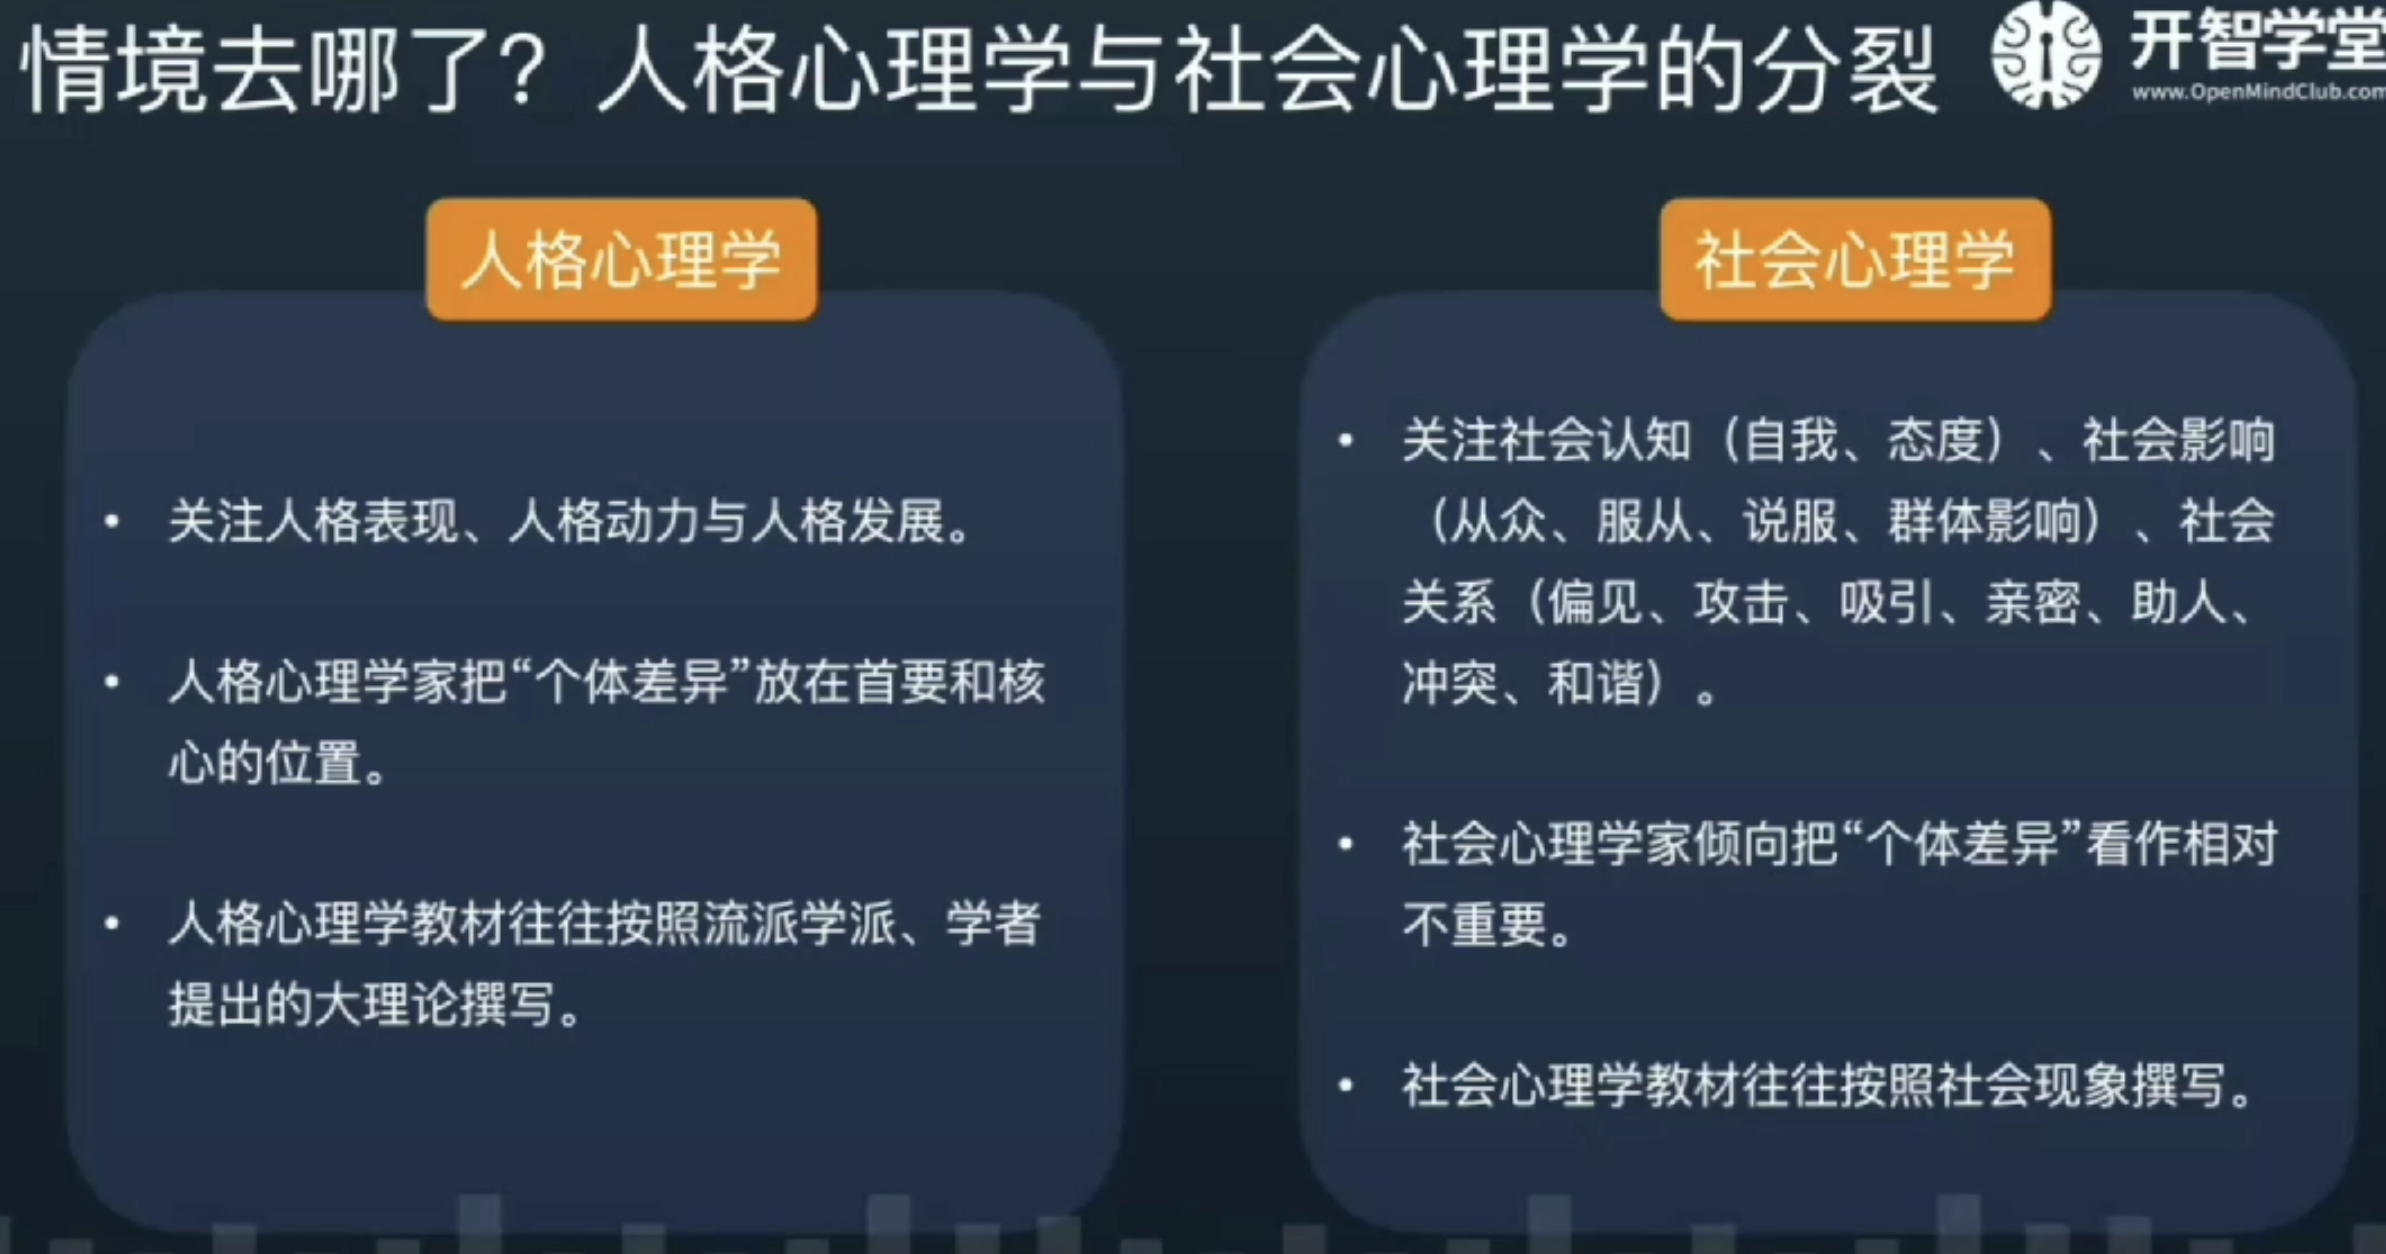 情境去哪了？人格心理学与社会心理学的分裂
开智学堂
www.OpenMindClub.com
人格心理学
• 关注人格表现、人格动力与人格发展。
• 人格心理学家把“个体差异”放在首要和核
心的位置。
• 人格心理学教材往往按照流派学派、学者
提出的大理论撰写。
社会心理学
• 关注社会认知（自我、态度）、社会影响
（从众、服从、说服、群体影响）、社会
关系（偏见、攻击、吸引、亲密、助人、
冲突、和谐）。
• 社会心理学家倾向把“个体差异”看作相对
不重要。
• 社会心理学教材往往按照社会现象撰写。